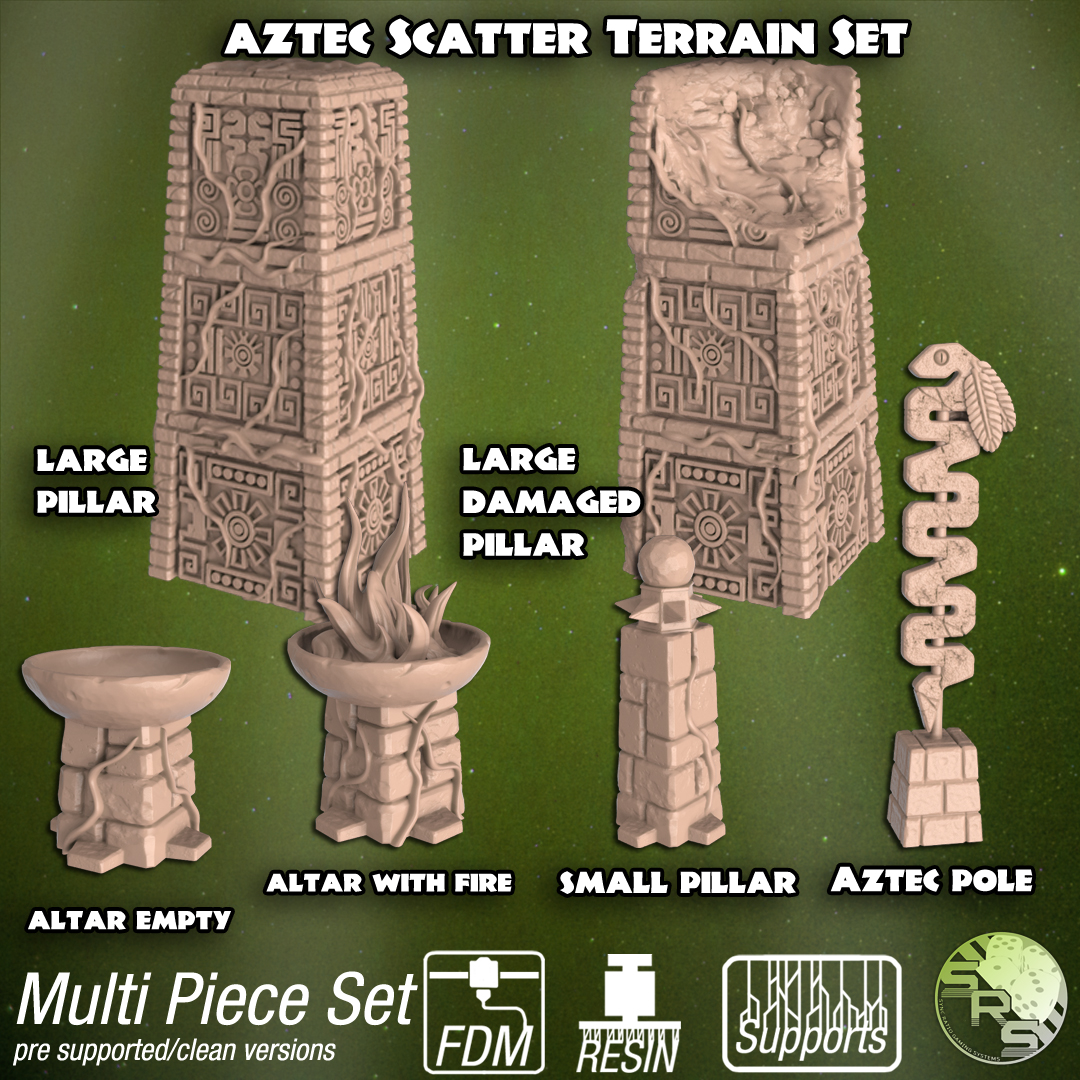 Aztec Scatter Terrain Set
LARGE
PILLAR
LARGE
DAMAGED
PILLAR
ALTAR WITH FIRE
SMALL PILLAR
AZTEC POLE
ALTAR EMPTY
Multi Piece Set
pre supported/clean versions
FDM
RESIN
Supports
SRS